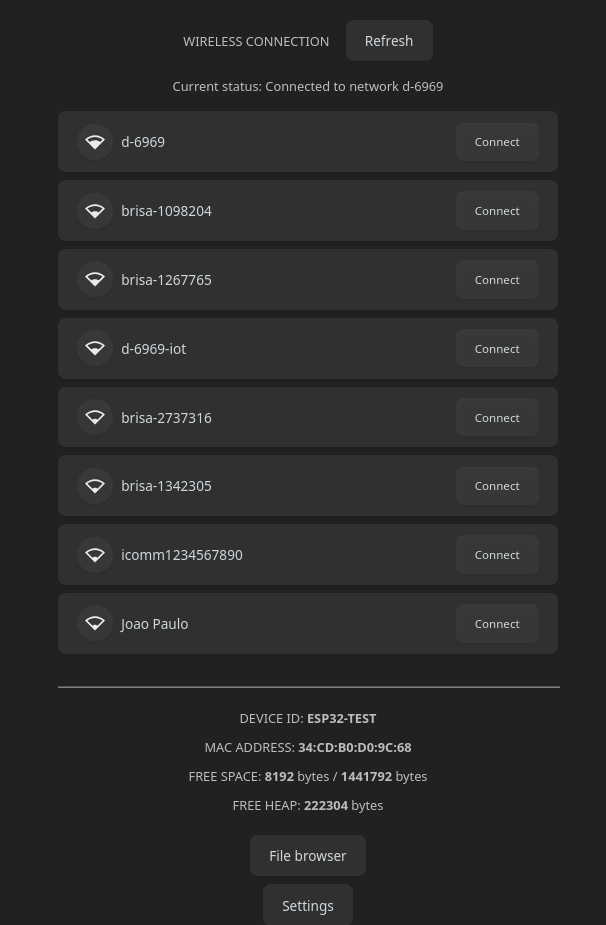 WIRELESS CONNECTION Refresh
Current status: Connected to network d-6969
d-6969 Connect
brisa-1098204 Connect
brisa-1267765 Connect
d-6969-iot Connect
brisa-2737316 Connect
brisa-1342305 Connect
icomm1234567890 Connect
Joao Paulo Connect
DEVICE ID: ESP32-TEST
MAC ADDRESS: 34:CD:B0:D0:9C:68
FREE SPACE: 8192 bytes / 1441792 bytes
FREE HEAP: 222304 bytes
File browser
Settings